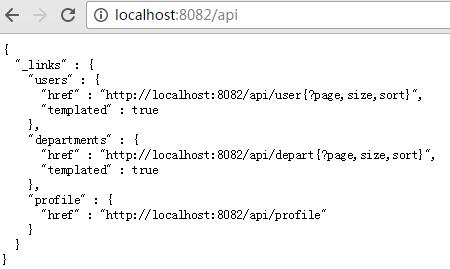 localhost:8082/api
{
  "_links" : {
    "users" : {
      "href" : "http://localhost:8082/api/user{?page,size,sort}",
      "templated" : true
    },
    "departments" : {
      "href" : "http://localhost:8082/api/depart{?page,size,sort}",
      "templated" : true
    },
    "profile" : {
      "href" : "http://localhost:8082/api/profile"
    }
  }
}